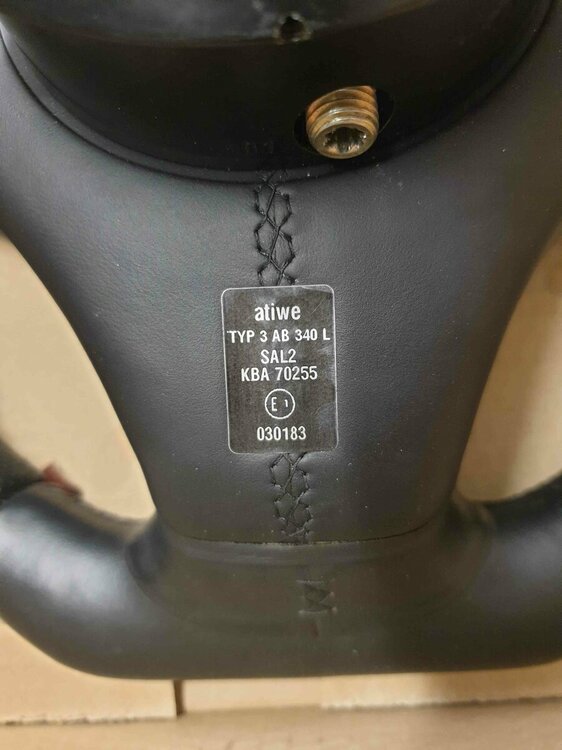 atiwe
TYP 3 AB 340 L
SAL2
KBA 70255
E1
030183